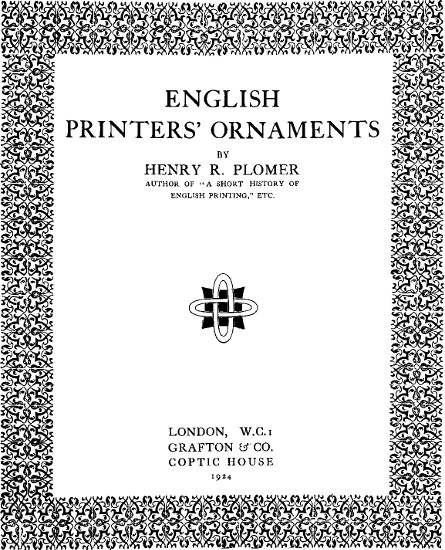 ENGLISH
PRINTERS' ORNAMENTS
BY
HENRY R. PLOMER
AUTHOR OF "A SHORT HISTORY OF
ENGLISH PRINTING," ETC.
LONDON, W.C.1
GRAFTON & CO.
COPTIC HOUSE
1924